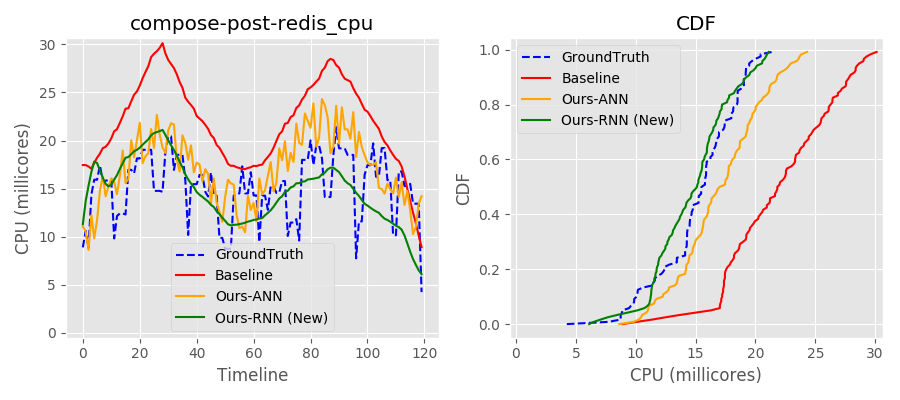 compose-post-redis_cpu
30
25
20
15
10
5
0
CPU (millicores)
GroundTruth
Baseline
Ours-ANN
Ours-RNN (New)
0 20 40 60 80 100 120
Timeline
CDF
1.0
0.8
0.6
0.4
0.2
0.0
CDF
GroundTruth
Baseline
Ours-ANN
Ours-RNN (New)
0 5 10 15 20 25 30
CPU (millicores)